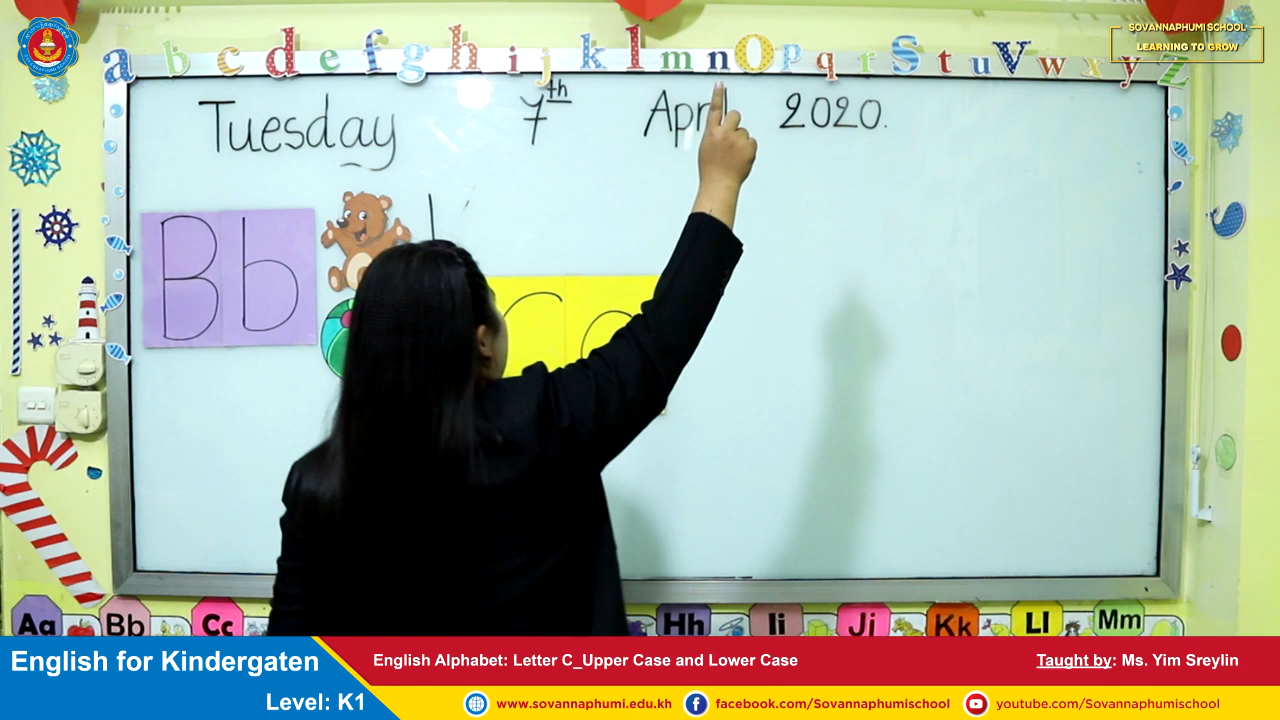 SOVANNAPHUMI SCHOOL
LEARNING TO GROW
a b c d e f g h i j k l m n o p q r s t u v w x y z
Tuesday 7th April 2020.
Bb
C c
Aa Bb Cc Hh Ii Jj Kk Ll Mm
English for Kindergaten
Level: K1
English Alphabet: Letter C_Upper Case and Lower Case
Taught by: Ms. Yim Sreylin
www.sovannaphumi.edu.kh
facebook.com/Sovannaphumischool
youtube.com/Sovannaphumischool